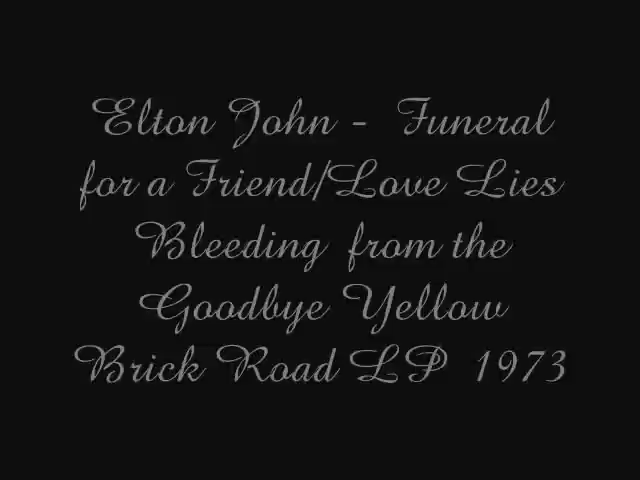 Elton John - Funeral
for a Friend/Love Lies
Bleeding from the
Goodbye Yellow
Brick Road LP 1973